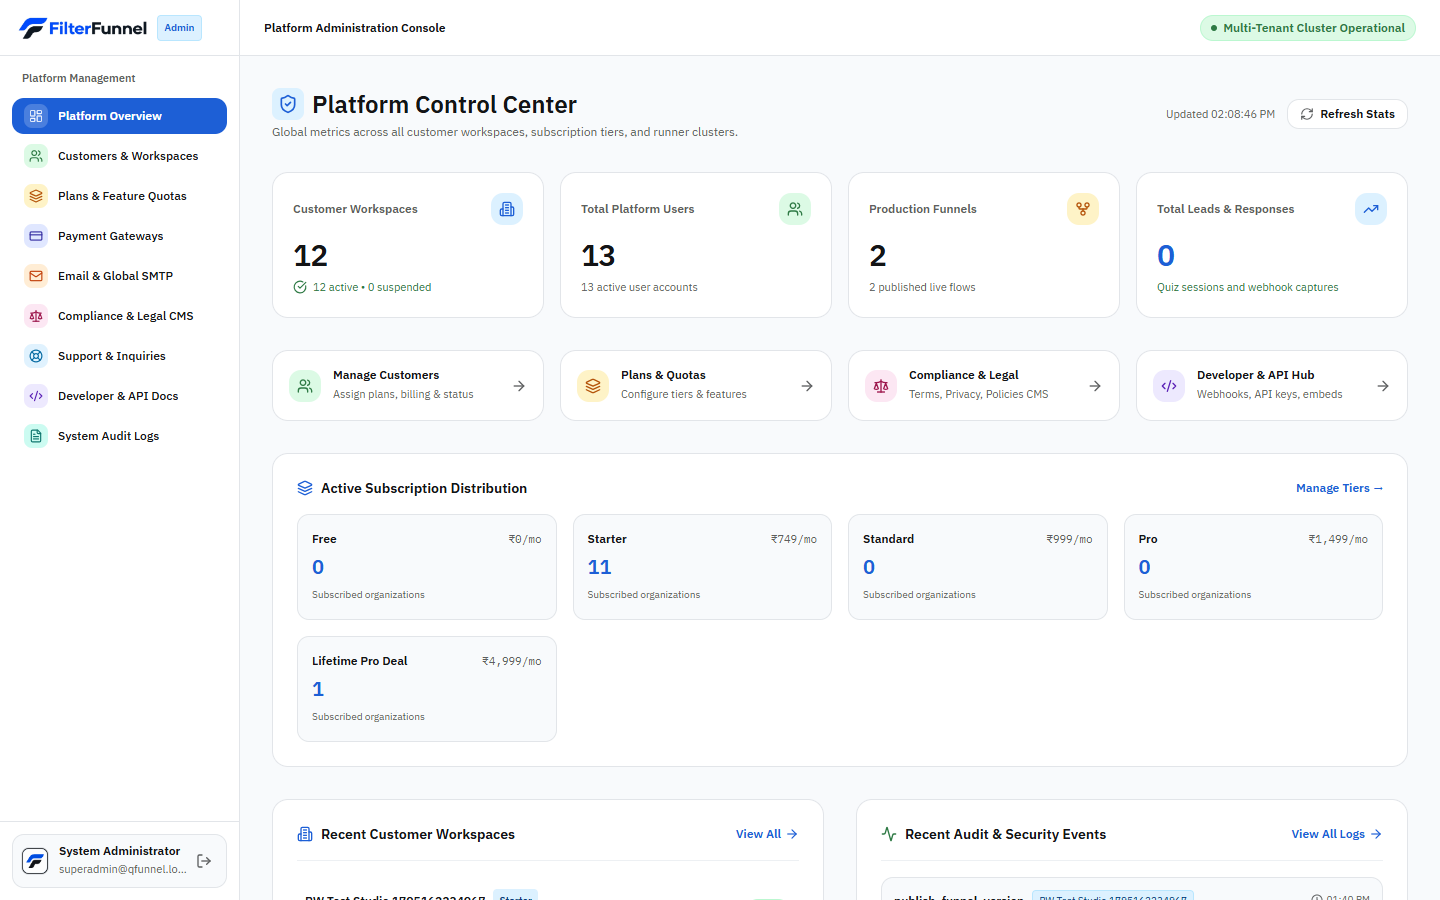 FilterFunnel Admin
Platform Administration Console
Multi-Tenant Cluster Operational
Platform Management
Platform Overview
Customers & Workspaces
Plans & Feature Quotas
Payment Gateways
Email & Global SMTP
Compliance & Legal CMS
Support & Inquiries
Developer & API Docs
System Audit Logs
System Administrator
superadmin@qfunnel.lo...
Platform Control Center
Global metrics across all customer workspaces, subscription tiers, and runner clusters.
Updated 02:08:46 PM
Refresh Stats
Customer Workspaces
12
12 active • 0 suspended
Total Platform Users
13
13 active user accounts
Production Funnels
2
2 published live flows
Total Leads & Responses
0
Quiz sessions and webhook captures
Manage Customers
Assign plans, billing & status
Plans & Quotas
Configure tiers & features
Compliance & Legal
Terms, Privacy, Policies CMS
Developer & API Hub
Webhooks, API keys, embeds
Active Subscription Distribution
Manage Tiers →
Free ₹0/mo
0
Subscribed organizations
Starter ₹749/mo
11
Subscribed organizations
Standard ₹999/mo
0
Subscribed organizations
Pro ₹1,499/mo
0
Subscribed organizations
Lifetime Pro Deal ₹4,999/mo
1
Subscribed organizations
Recent Customer Workspaces
View All
Recent Audit & Security Events
View All Logs